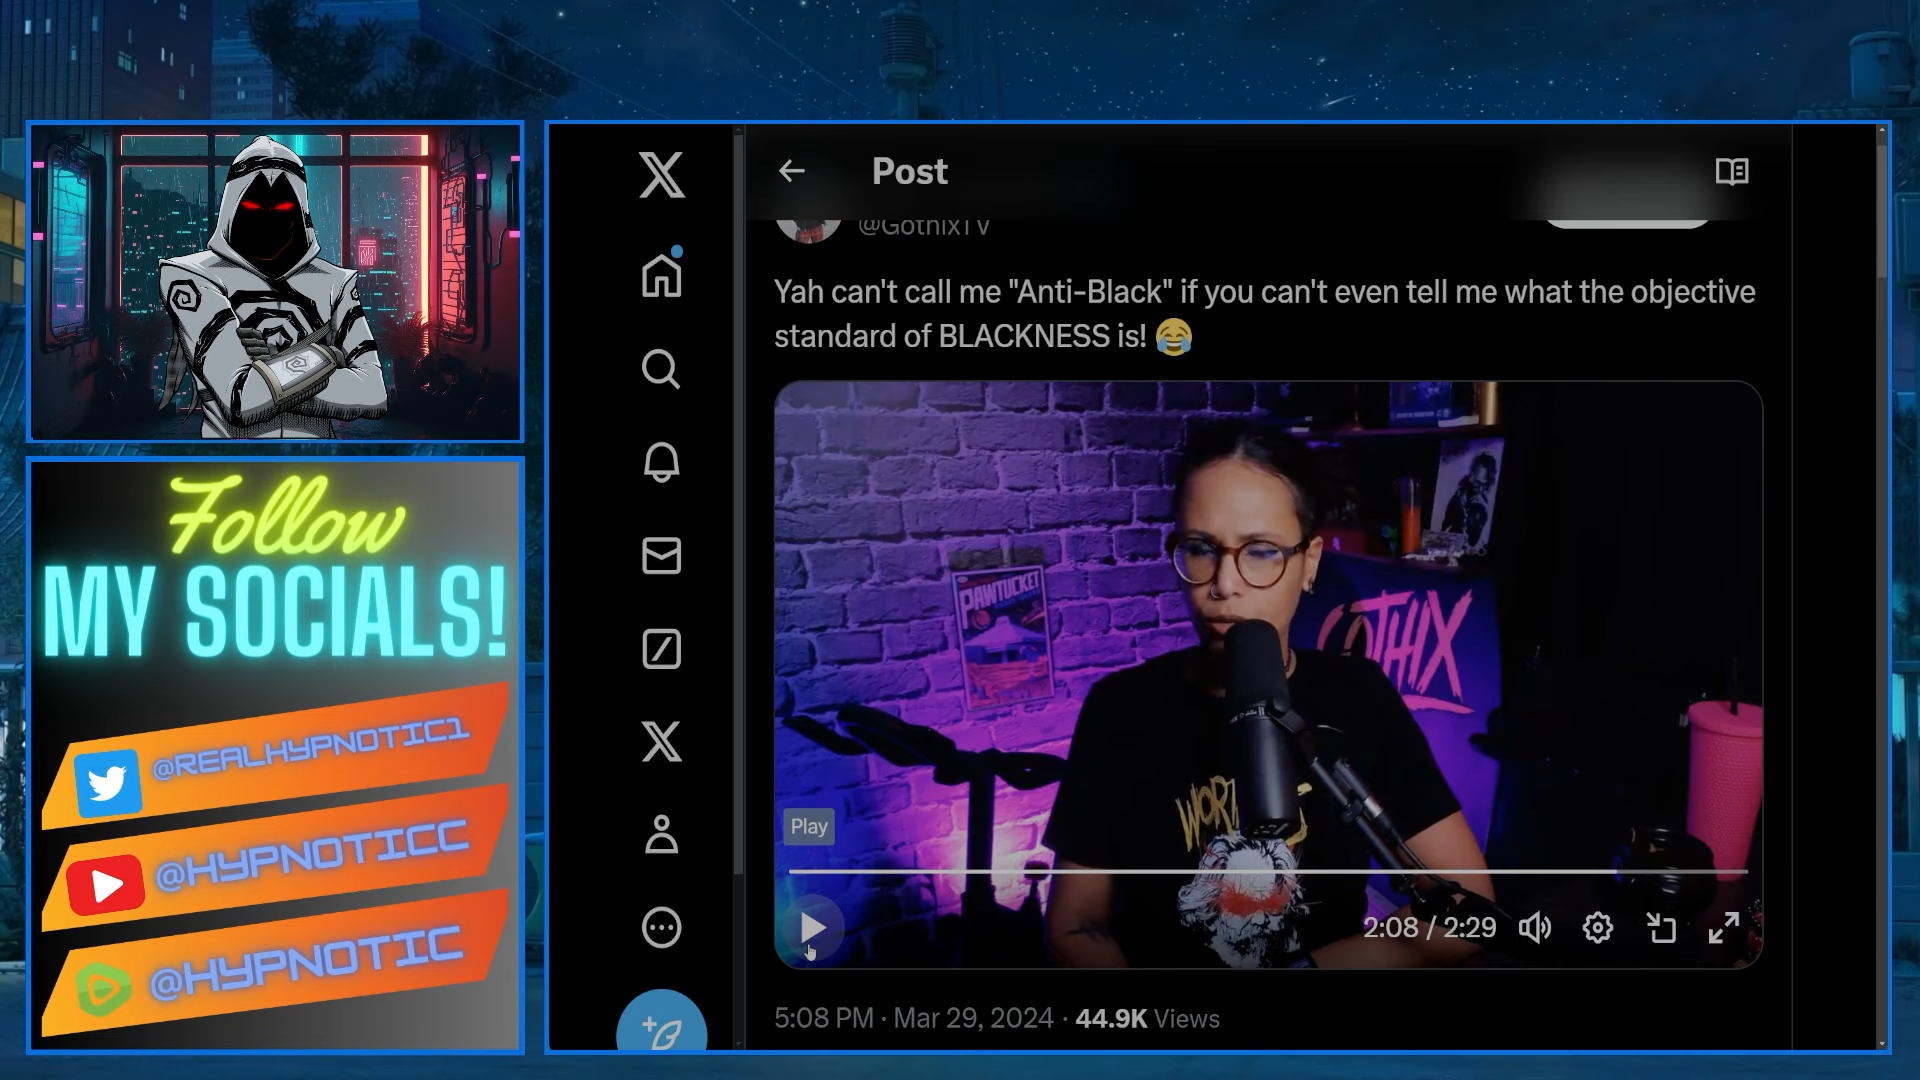 Follow
MY SOCIALS!
@REALHYPNOTIC1
@HYPNOTICC
@HYPNOTIC
Post
@GothixTV
Yah can't call me "Anti-Black" if you can't even tell me what the objective
standard of BLACKNESS is! 😂
PAWTUCKET
GOTHIX
Play
2:08 / 2:29
5:08 PM · Mar 29, 2024 · 44.9K Views